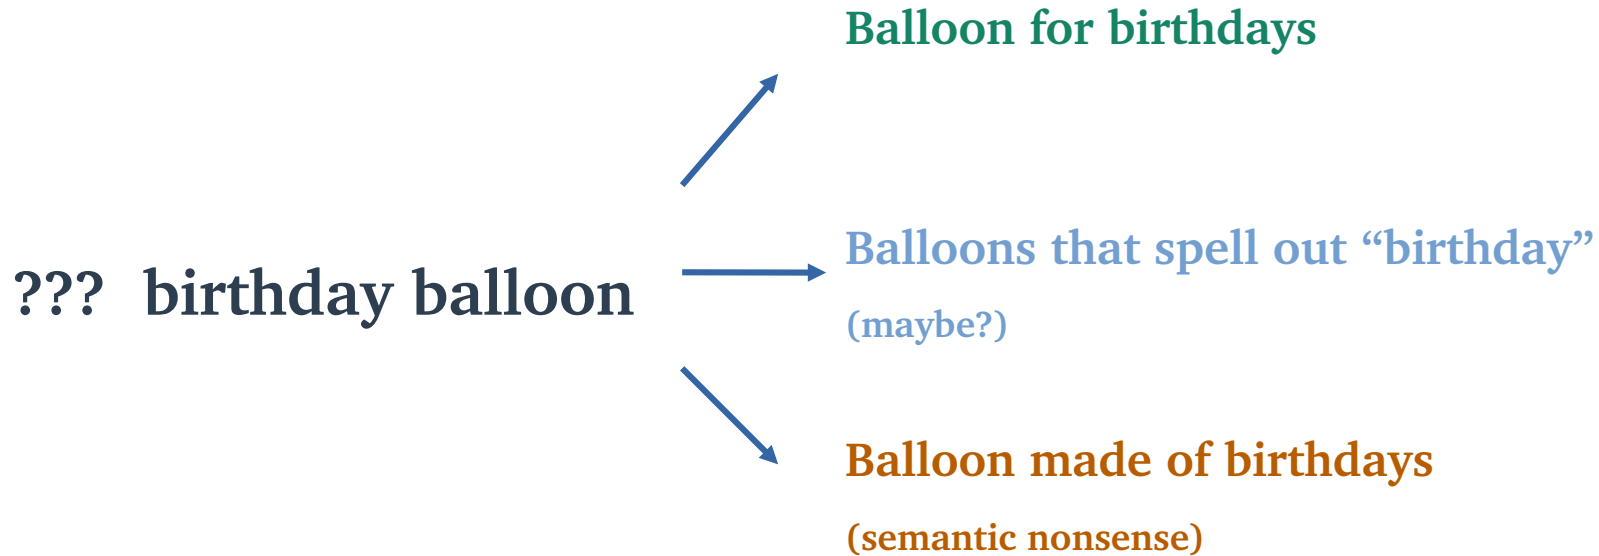 Balloon for birthdays
??? birthday balloon
Balloons that spell out “birthday”
(maybe?)
Balloon made of birthdays
(semantic nonsense)